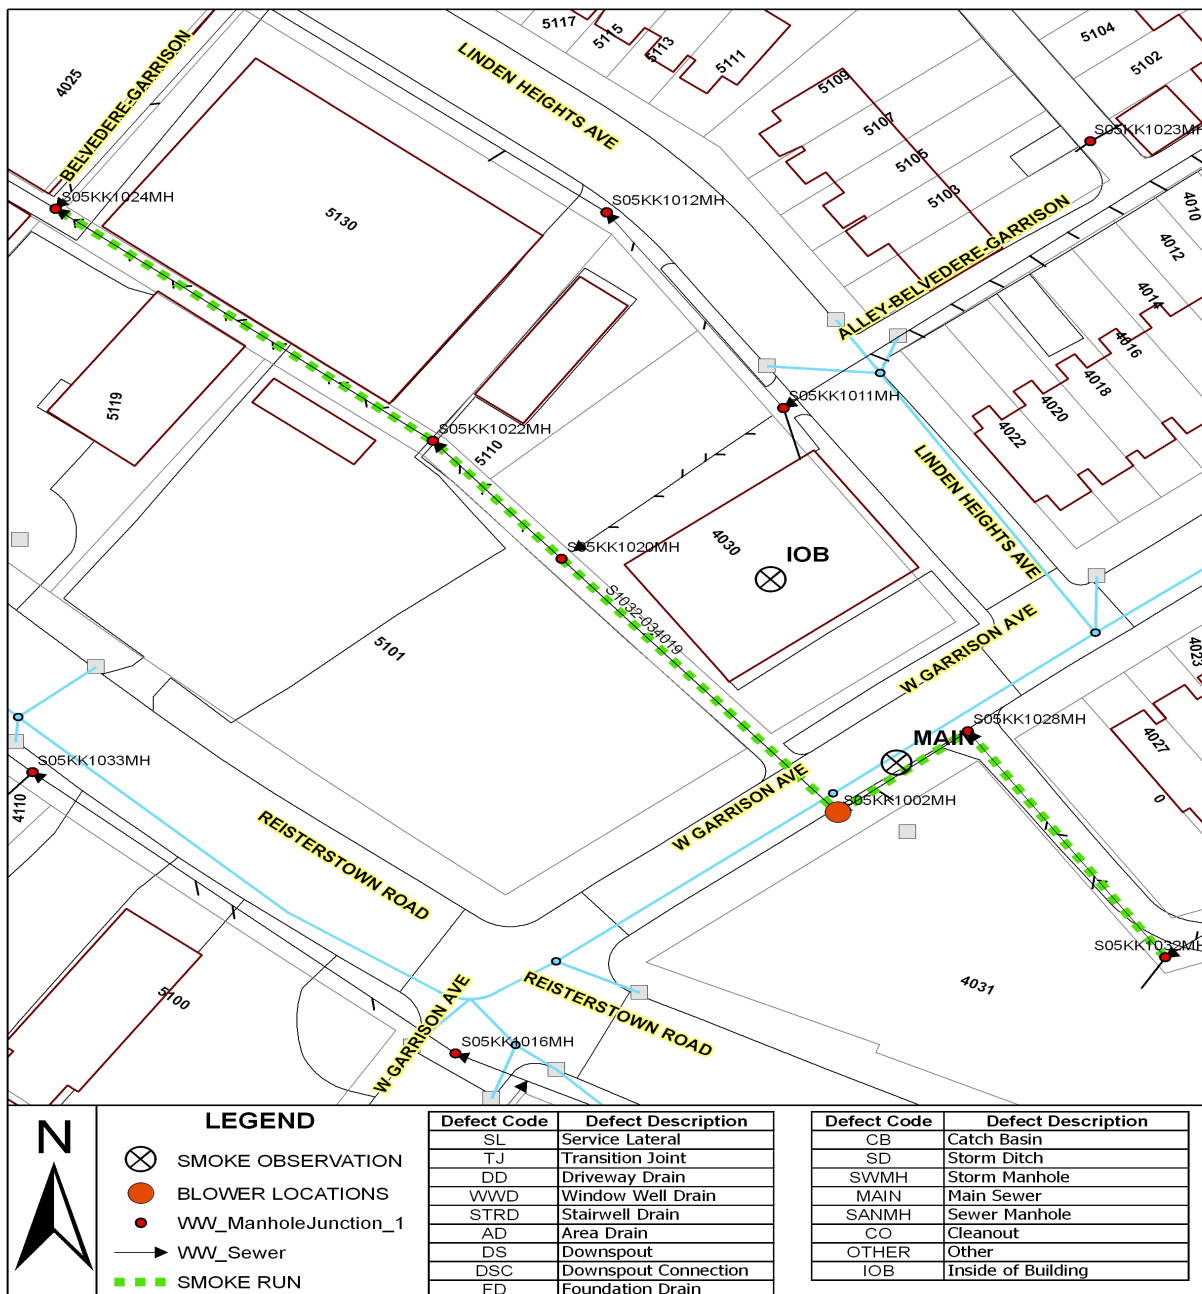 5117
5115
5113
5111
5104
5102
4025
BELVEDERE-GARRISON
LINDEN HEIGHTS AVE
5109
5107
5105
5103
S05KK1023MH
S05KK1024MH
S05KK1012MH
5130
ALLEY-BELVEDERE-GARRISON
4010
4012
4014
4016
4018
4020
4022
5119
S05KK1011MH
S05KK1022MH
5110
LINDEN HEIGHTS AVE
4030
IOB
S05KK1020MH
S1032-034019
5101
W GARRISON AVE
4023
S05KK1028MH
MAIN
4027
0
S05KK1033MH
4110
S05KK1002MH
W GARRISON AVE
REISTERSTOWN ROAD
S05KK1032MH
5100
4031
W GARRISON AVE
REISTERSTOWN ROAD
S05KK1016MH
N
LEGEND
SMOKE OBSERVATION
BLOWER LOCATIONS
WW_ManholeJunction_1
WW_Sewer
SMOKE RUN
Defect Code Defect Description
SL Service Lateral
TJ Transition Joint
DD Driveway Drain
WWD Window Well Drain
STRD Stairwell Drain
AD Area Drain
DS Downspout
DSC Downspout Connection
FD Foundation Drain
Defect Code Defect Description
CB Catch Basin
SD Storm Ditch
SWMH Storm Manhole
MAIN Main Sewer
SANMH Sewer Manhole
CO Cleanout
OTHER Other
IOB Inside of Building